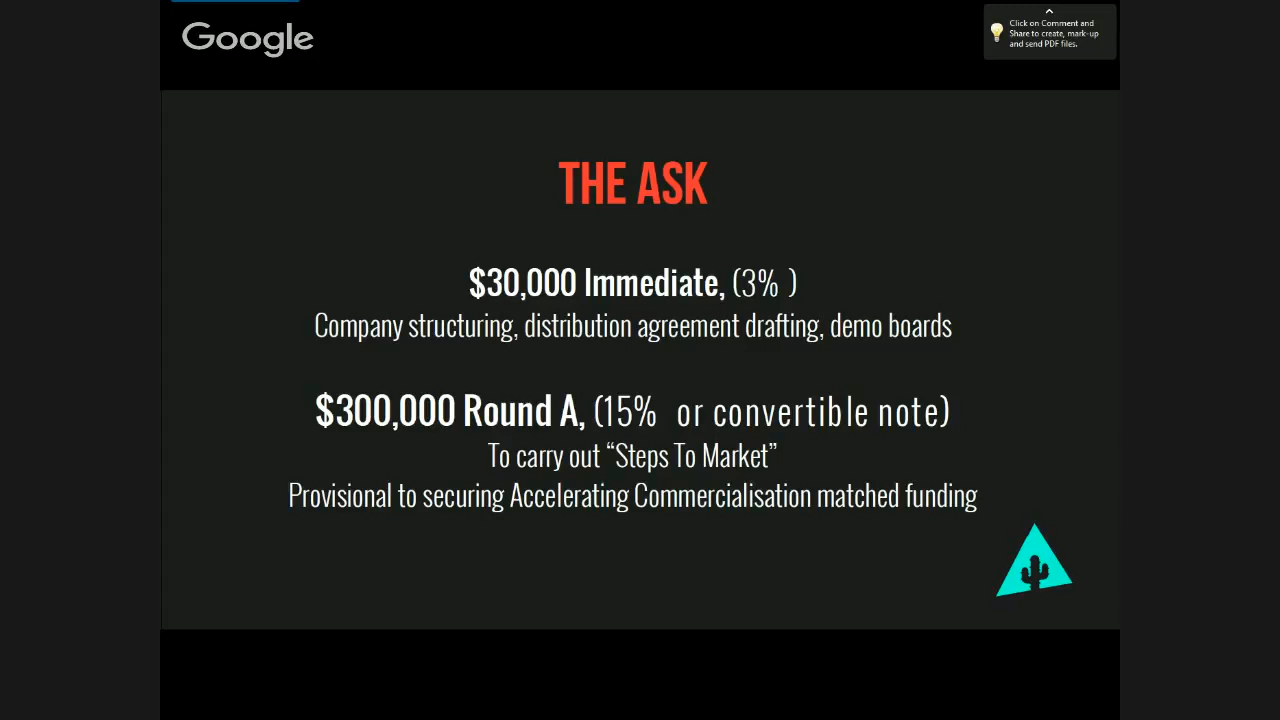 Google
Click on Comment and
Share to create, mark-up
and send PDF files.
THE ASK
$30,000 Immediate, (3% )
Company structuring, distribution agreement drafting, demo boards
$300,000 Round A, (15% or convertible note)
To carry out “Steps To Market”
Provisional to securing Accelerating Commercialisation matched funding